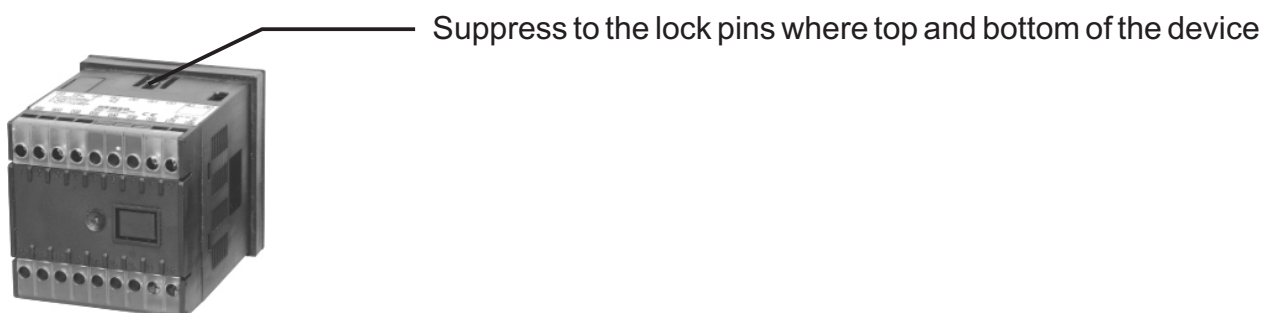 Suppress to the lock pins where top and bottom of the device